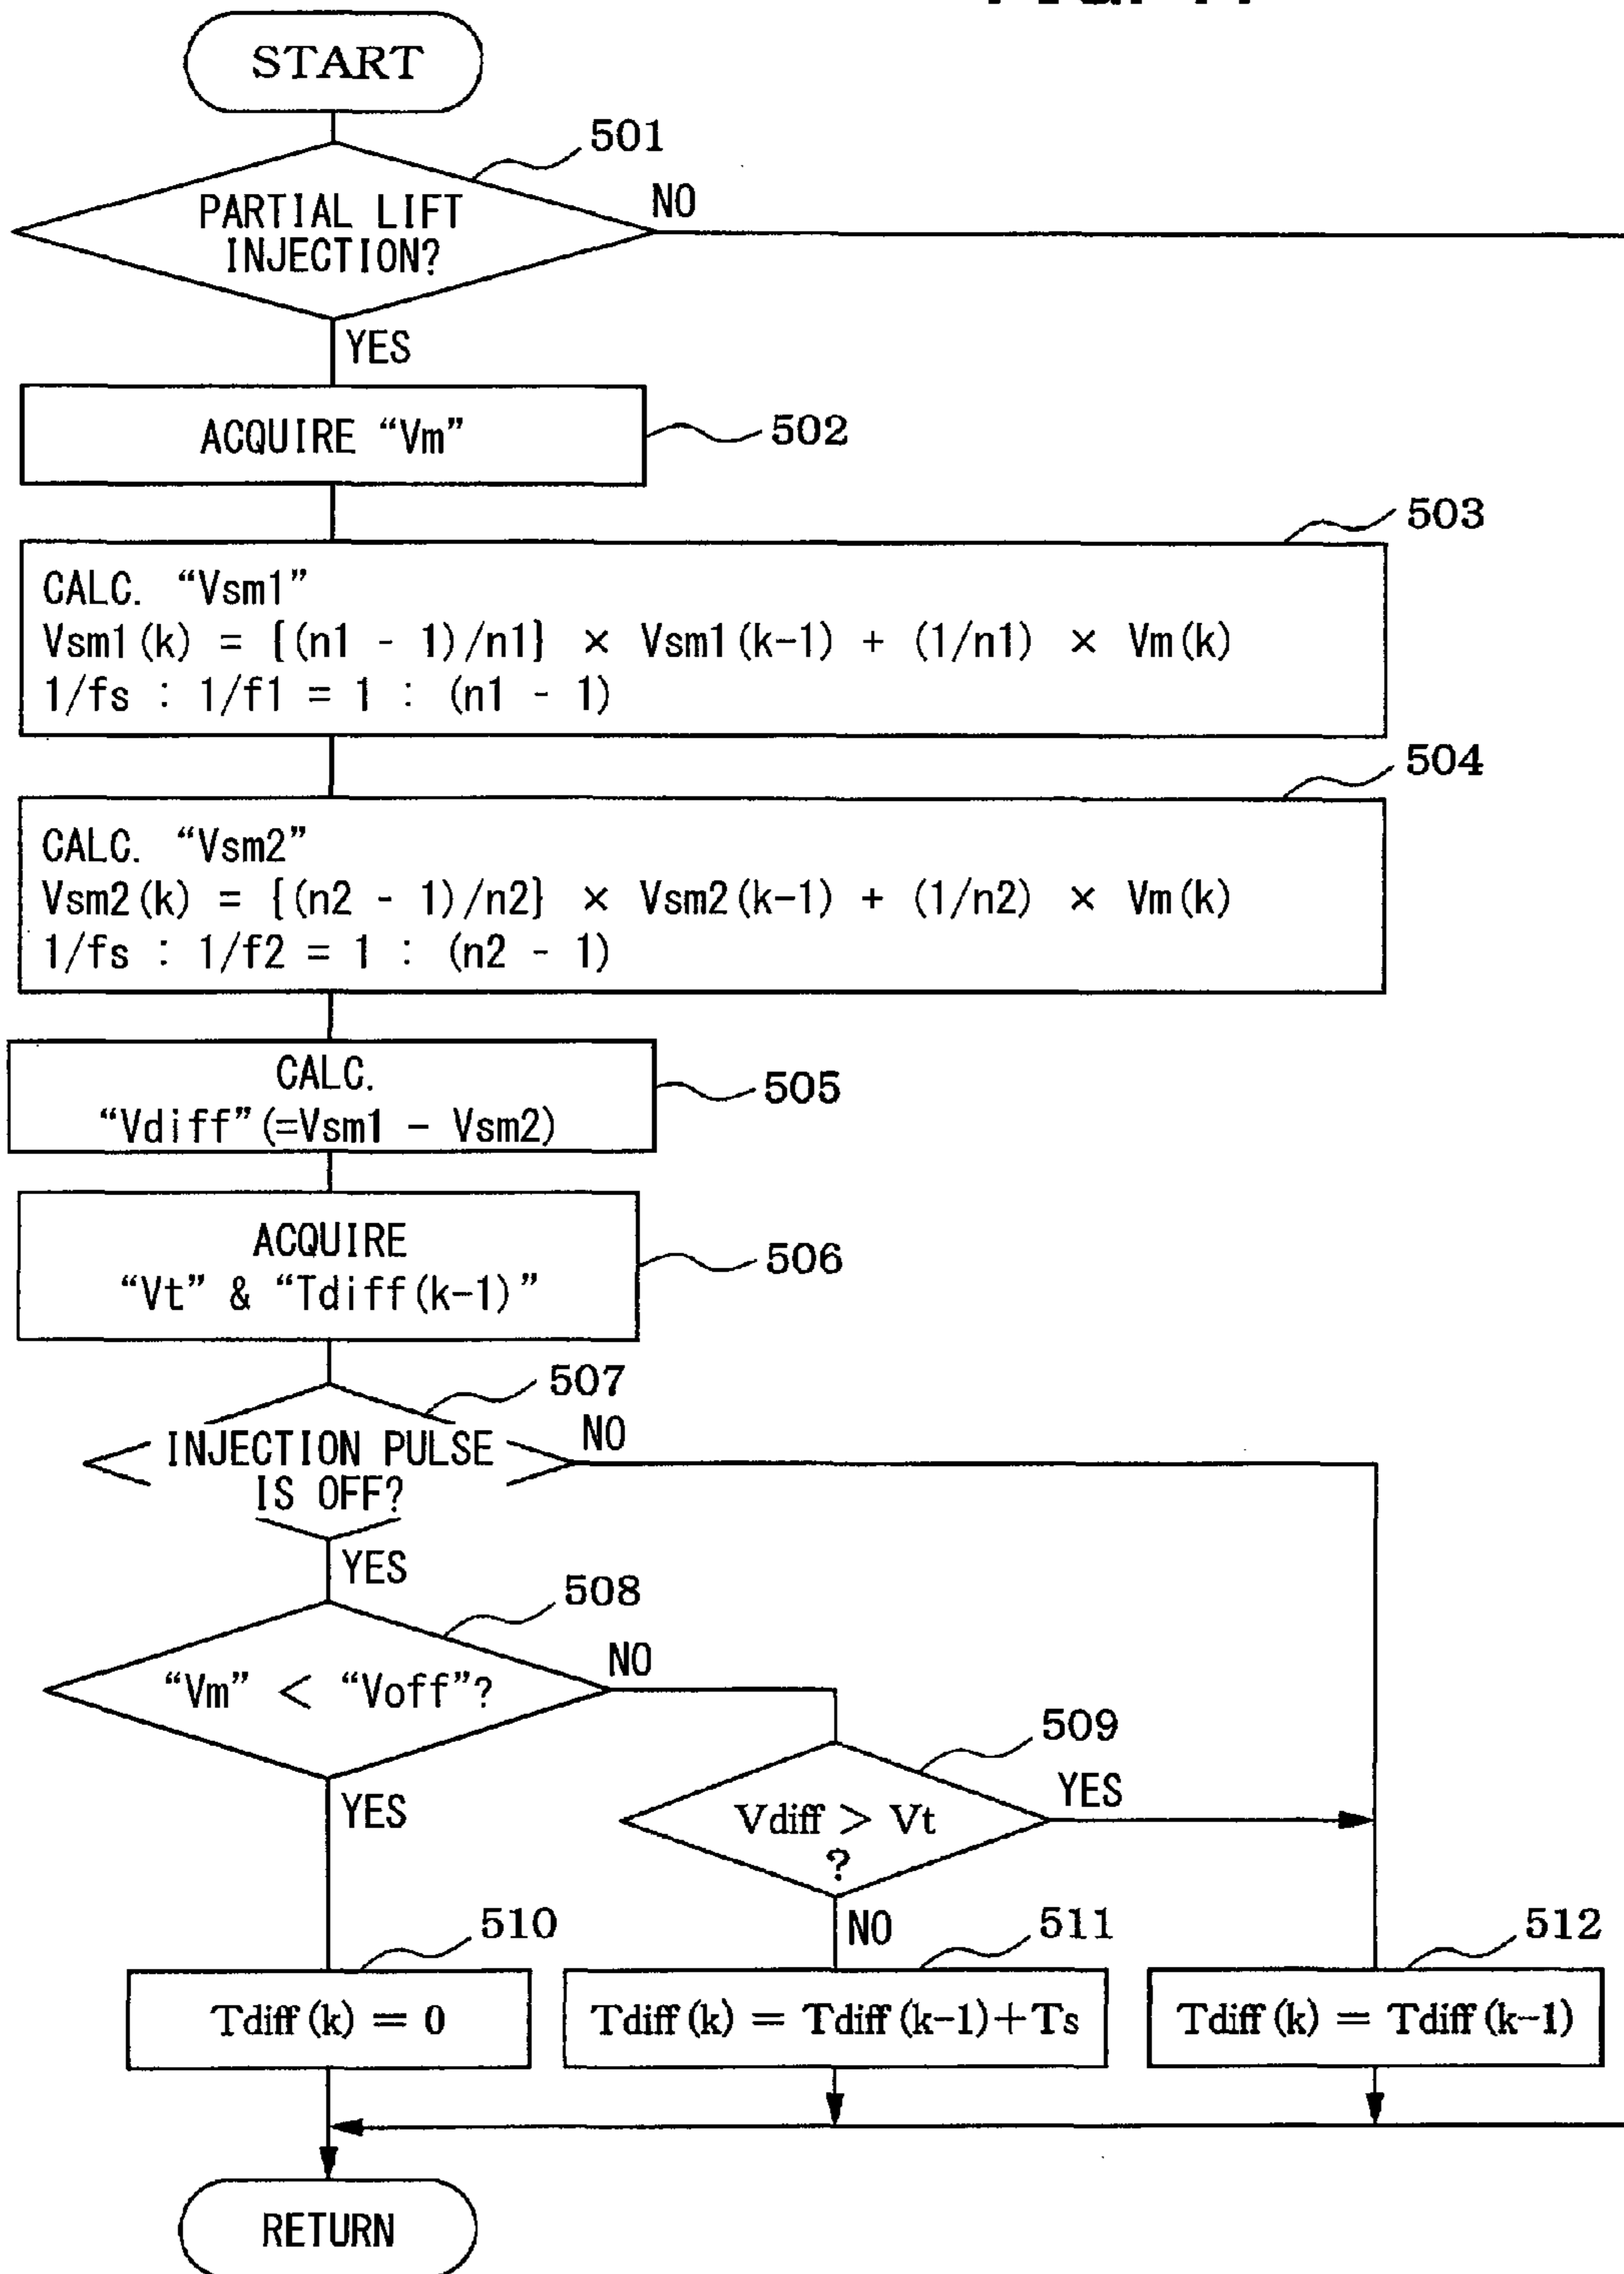 START
501
PARTIAL LIFT
INJECTION?
NO
YES
ACQUIRE “Vm”
502
503
CALC. “Vsm1”
Vsm1(k) = {(n1 - 1)/n1} × Vsm1(k-1) + (1/n1) × Vm(k)
1/fs : 1/f1 = 1 : (n1 - 1)
504
CALC. “Vsm2”
Vsm2(k) = {(n2 - 1)/n2} × Vsm2(k-1) + (1/n2) × Vm(k)
1/fs : 1/f2 = 1 : (n2 - 1)
CALC.
“Vdiff”(=Vsm1 - Vsm2)
505
ACQUIRE
“Vt” & “Tdiff(k-1)”
506
507
INJECTION PULSE
IS OFF?
NO
YES
508
“Vm” < “Voff”?
NO
YES
509
Vdiff > Vt
?
YES
NO
510
Tdiff(k) = 0
511
Tdiff(k) = Tdiff(k-1)+Ts
512
Tdiff(k) = Tdiff(k-1)
RETURN